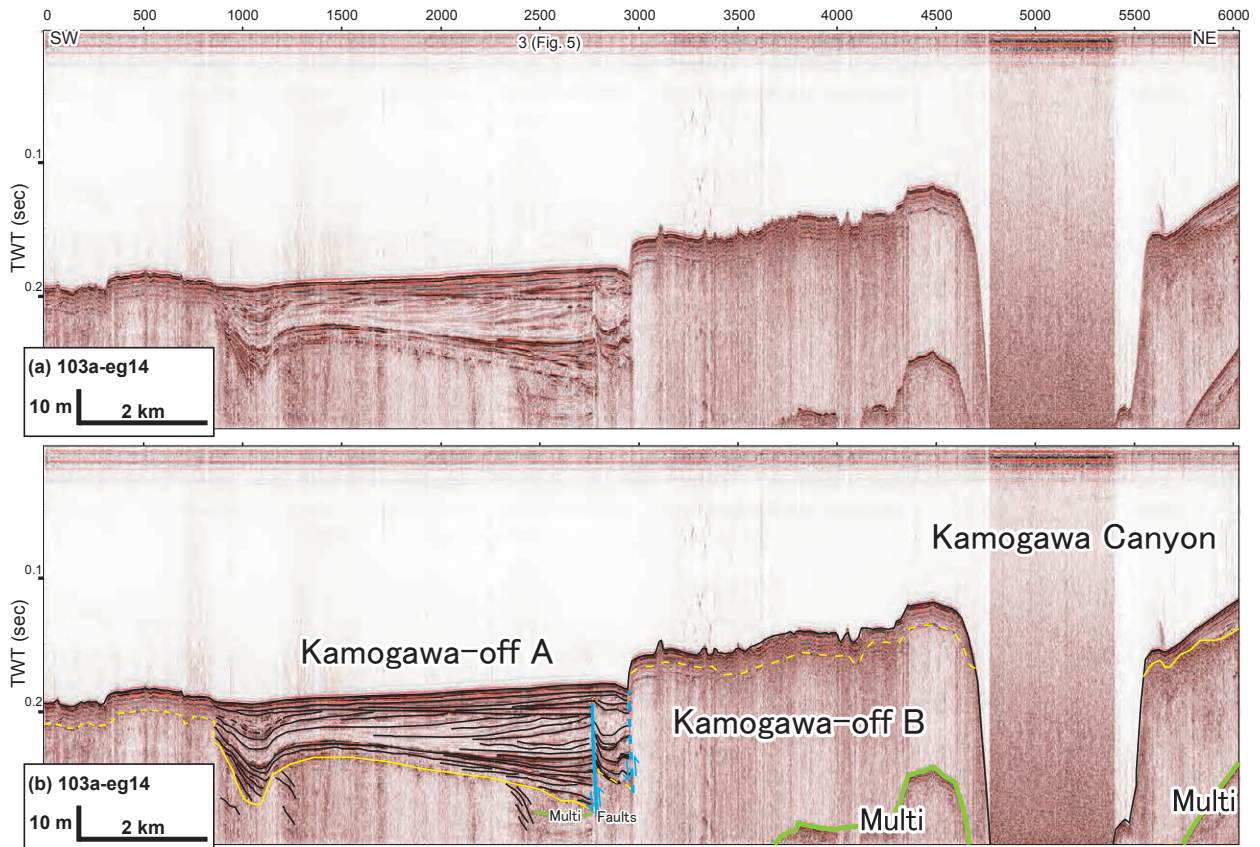 0 500 1000 1500 2000 2500 3000 3500 4000 4500 5000 5500 6000
SW 3 (Fig. 5) NE
0.1
TWT (sec)
0.2
(a) 103a-eg14
10 m 2 km
Kamogawa Canyon
0.1
TWT (sec)
Kamogawa-off A
0.2
Kamogawa-off B
(b) 103a-eg14
10 m 2 km
Multi Faults
Multi
Multi